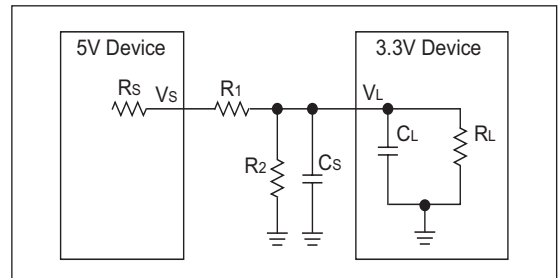 5V Device
3.3V Device
RS
VS
R1
VL
R2
CS
CL
RL